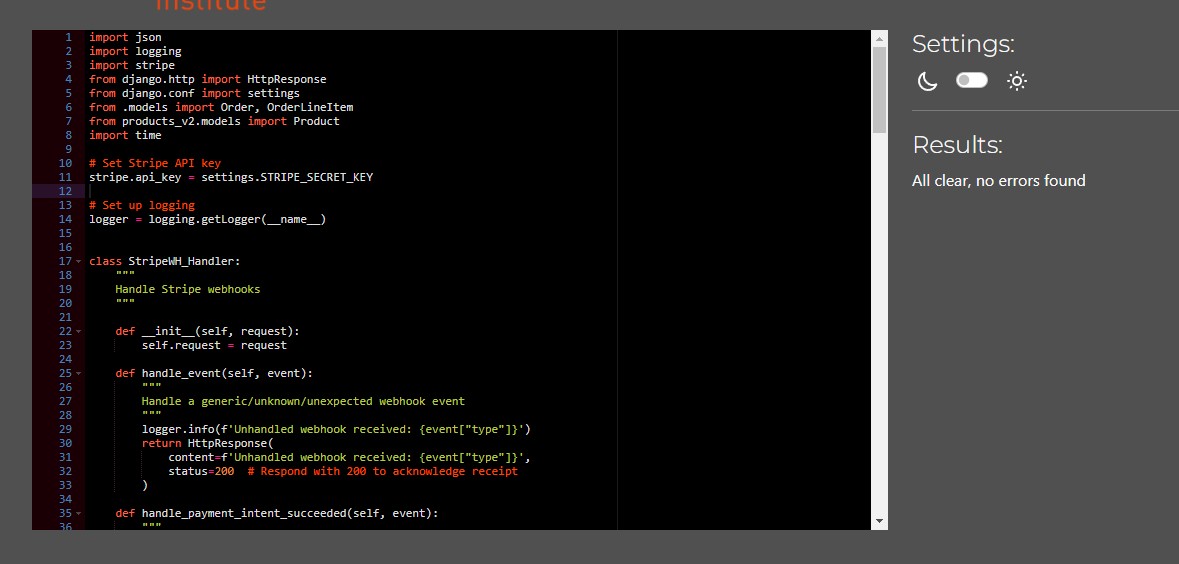 institute
1 import json
2 import logging
3 import stripe
4 from django.http import HttpResponse
5 from django.conf import settings
6 from .models import Order, OrderLineItem
7 from products_v2.models import Product
8 import time
9
10 # Set Stripe API key
11 stripe.api_key = settings.STRIPE_SECRET_KEY
12
13 # Set up logging
14 logger = logging.getLogger(__name__)
15
16
17 class StripeWH_Handler:
18     """
19     Handle Stripe webhooks
20     """
21
22     def __init__(self, request):
23         self.request = request
24
25     def handle_event(self, event):
26         """
27         Handle a generic/unknown/unexpected webhook event
28         """
29         logger.info(f'Unhandled webhook received: {event["type"]}')
30         return HttpResponse(
31             content=f'Unhandled webhook received: {event["type"]}',
32             status=200  # Respond with 200 to acknowledge receipt
33         )
34
35     def handle_payment_intent_succeeded(self, event):
36         """
Settings:
Results:
All clear, no errors found